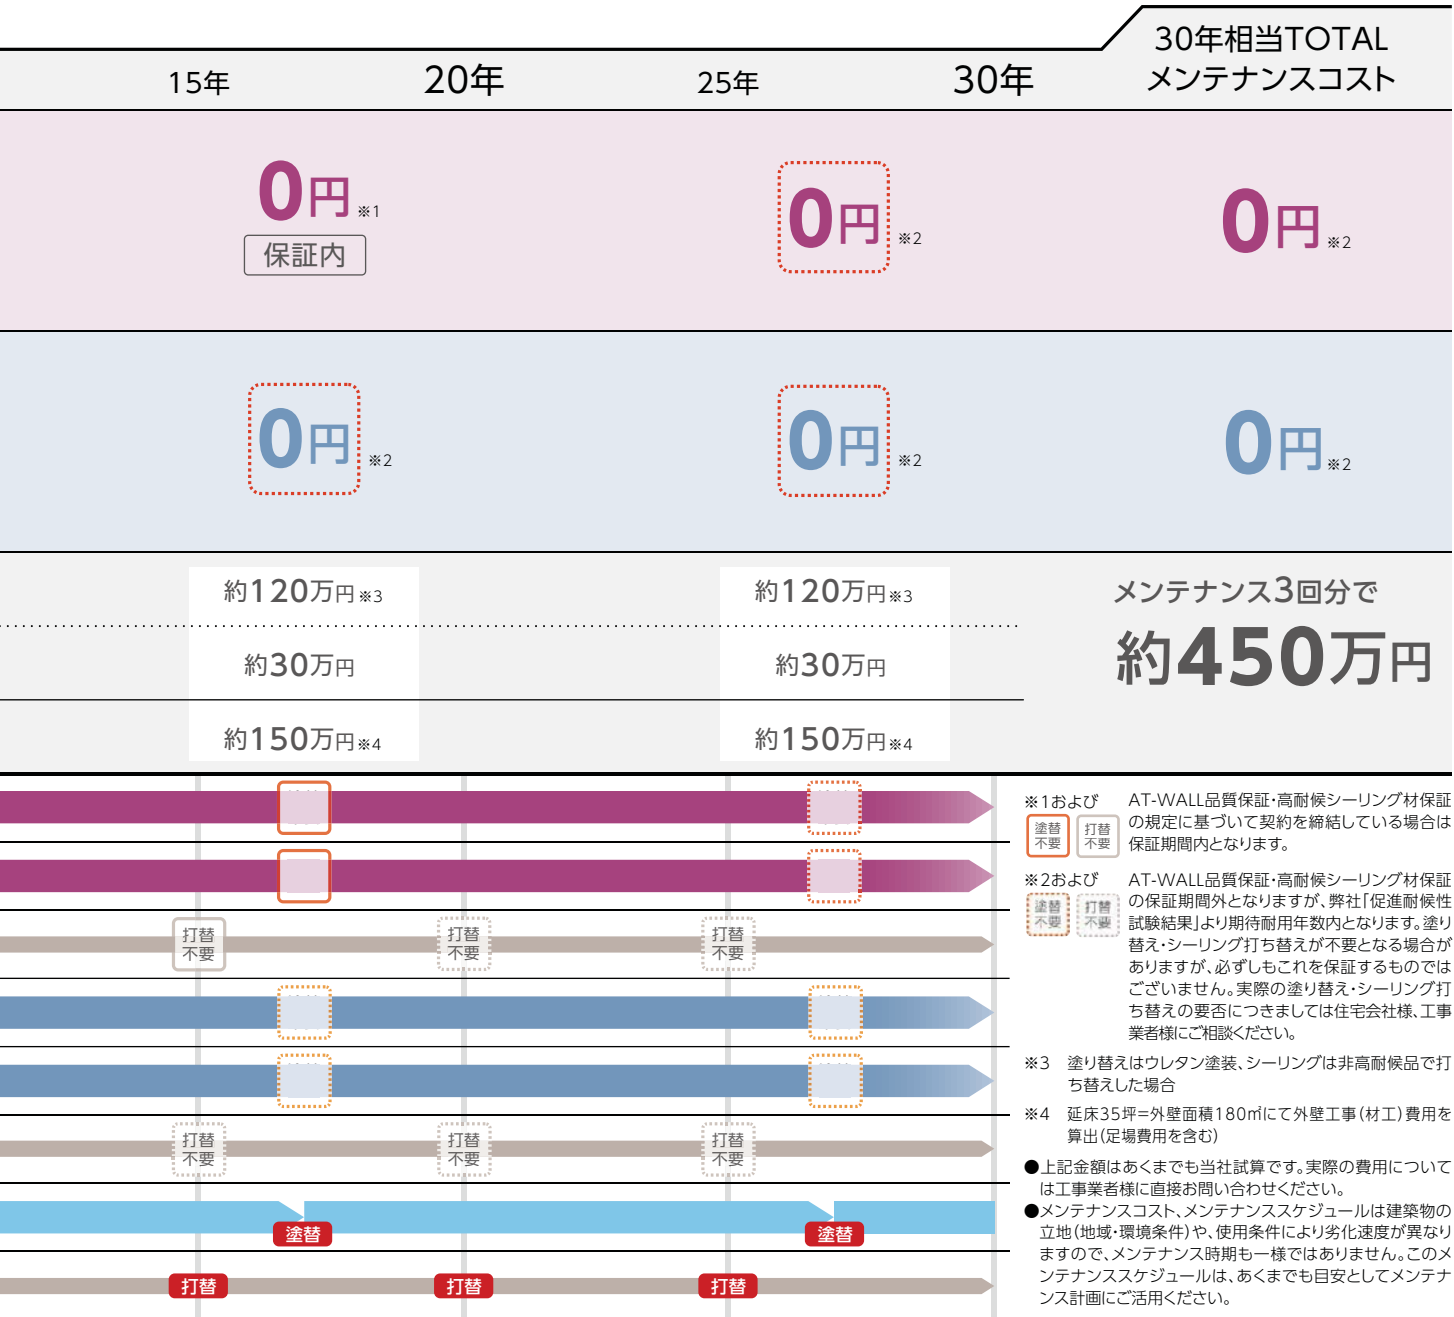 30年相当TOTAL
メンテナンスコスト
15年
20年
25年
30年
0円※1
保証内
0円※2
0円※2
0円※2
0円※2
0円※2
約120万円※3
約120万円※3
約30万円
約30万円
約150万円※4
約150万円※4
メンテナンス3回分で
約450万円
打替
不要
打替
不要
打替
不要
打替
不要
打替
不要
打替
不要
塗替
塗替
打替
打替
打替
※1および
塗替
不要
打替
不要
AT-WALL品質保証・高耐候シーリング材保証
の規定に基づいて契約を締結している場合は
保証期間内となります。
※2および
塗替
不要
打替
不要
AT-WALL品質保証・高耐候シーリング材保証
の保証期間外となりますが、弊社「促進耐候性
試験結果」より期待耐用年数内となります。塗り
替え・シーリング打ち替えが不要となる場合が
ありますが、必ずしもこれを保証するものでは
ございません。実際の塗り替え・シーリング打
ち替えの要否につきましては住宅会社様、工事
業者様にご相談ください。
※3 塗り替えはウレタン塗装、シーリングは非高耐候品で打
ち替えした場合
※4 延床35坪=外壁面積180㎡にて外壁工事(材工)費用を
算出(足場費用を含む)
●上記金額はあくまでも当社試算です。実際の費用について
は工事業者様に直接お問い合わせください。
●メンテナンスコスト、メンテナンススケジュールは建築物の
立地(地域・環境条件)や、使用条件により劣化速度が異なり
ますので、メンテナンス時期も一様ではありません。このメ
ンテナンススケジュールは、あくまでも目安としてメンテナ
ンス計画にご活用ください。